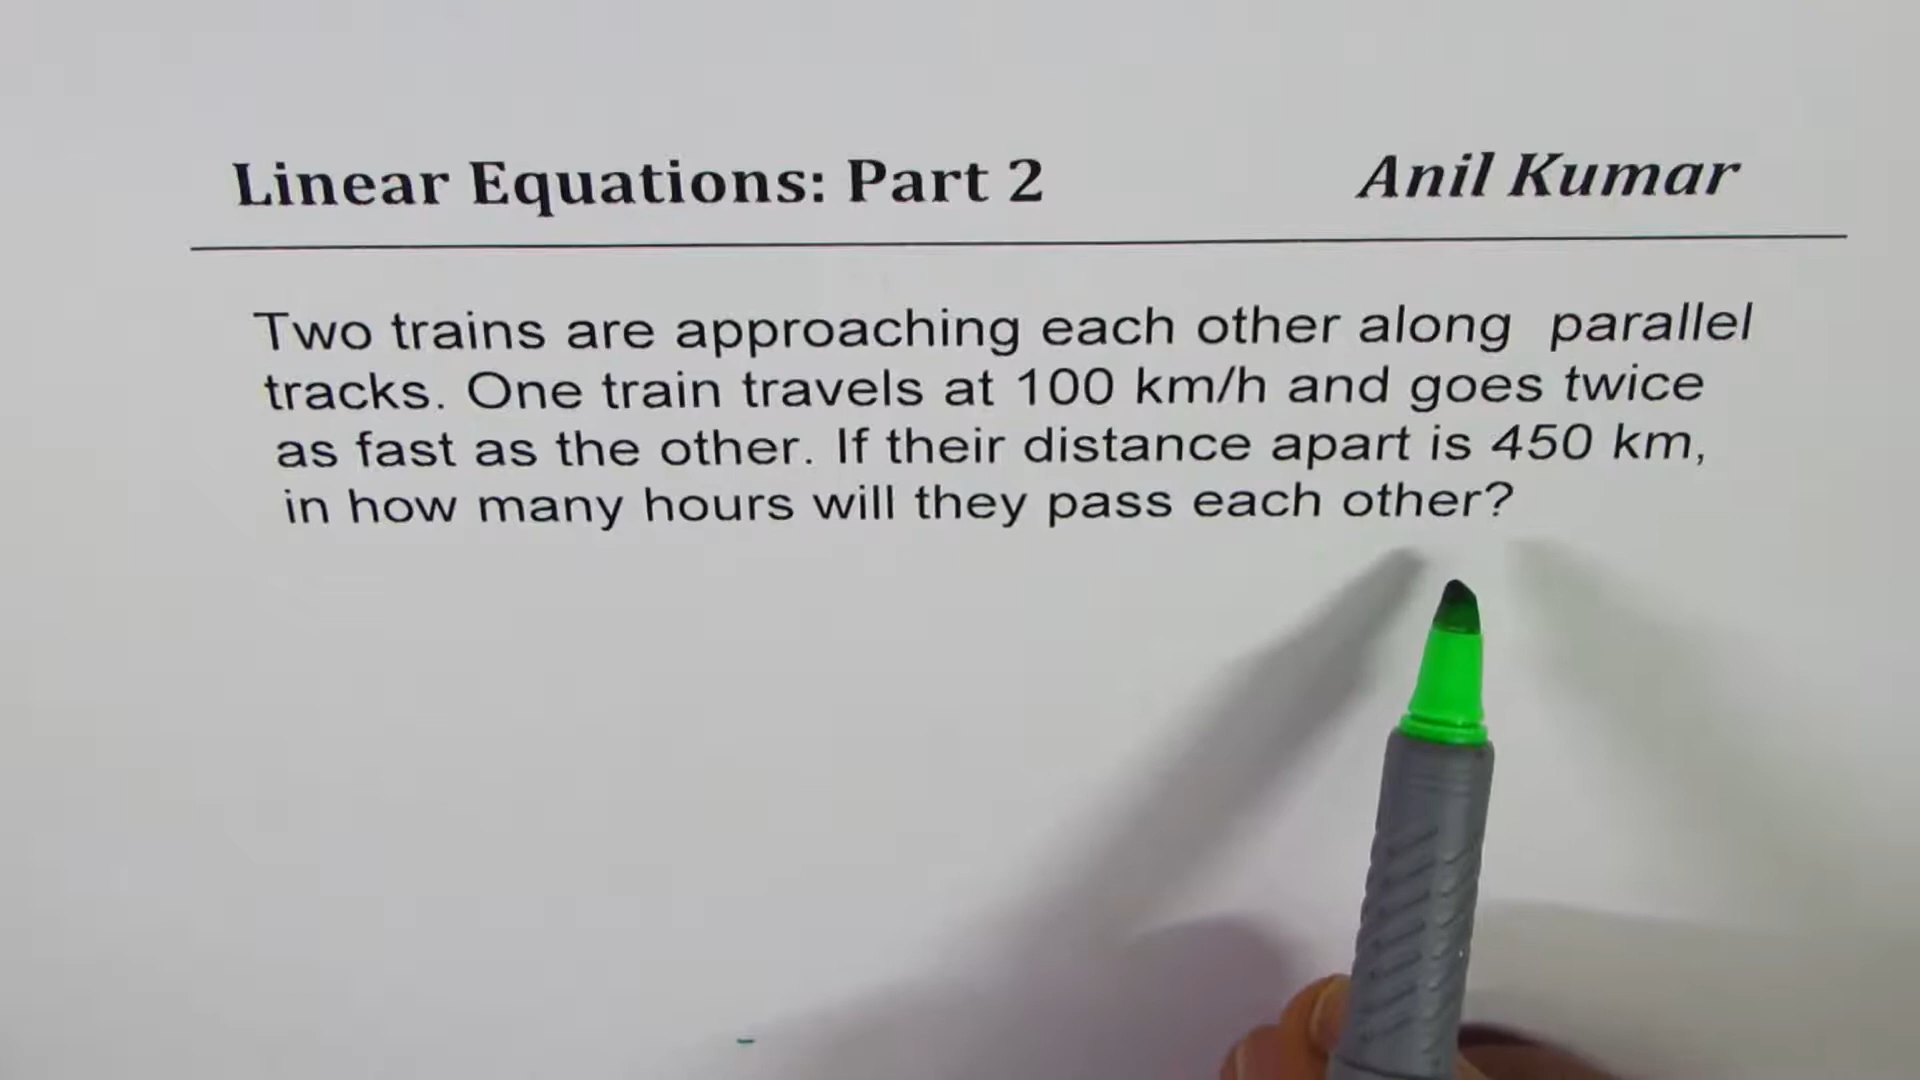 Linear Equations: Part 2
Anil Kumar
Two trains are approaching each other along parallel
tracks. One train travels at 100 km/h and goes twice
as fast as the other. If their distance apart is 450 km,
in how many hours will they pass each other?